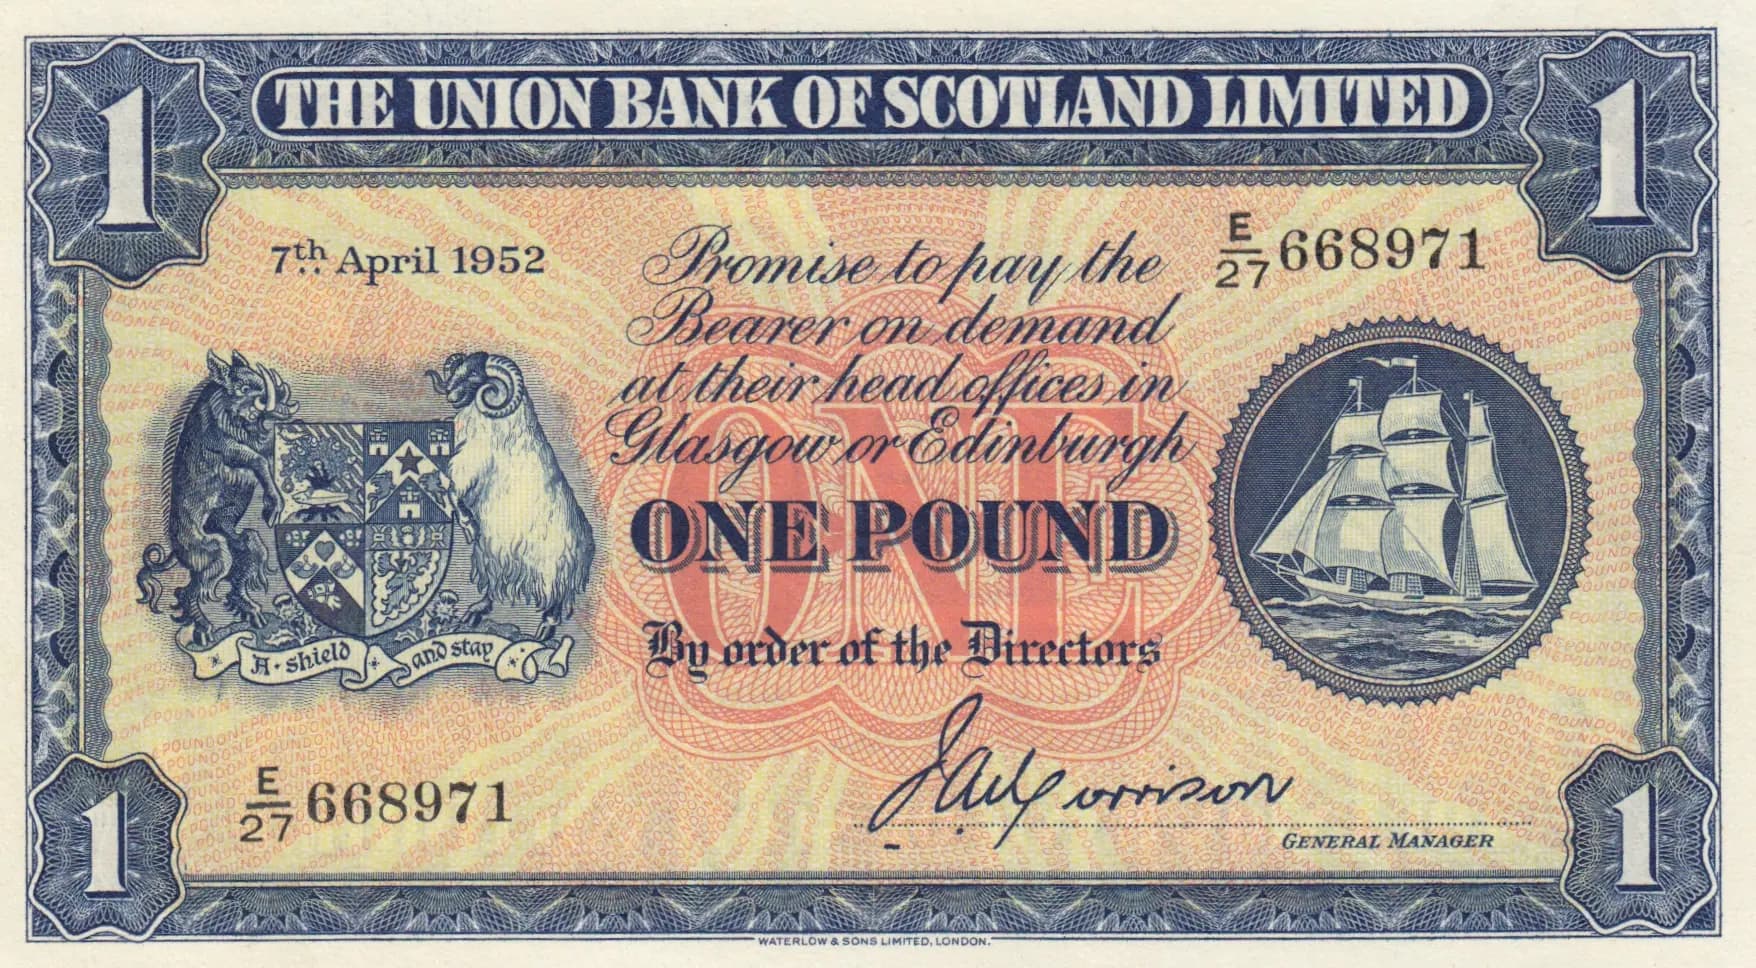 THE UNION BANK OF SCOTLAND LIMITED
1
1
7th April 1952
E/27 668971
Promise to pay the
Bearer on demand
at their head offices in
Glasgow or Edinburgh
ONE
ONE POUND
By order of the Directors
A · shield and stay
E/27 668971
J.A. Morrison
GENERAL MANAGER
1
1
WATERLOW & SONS LIMITED, LONDON.